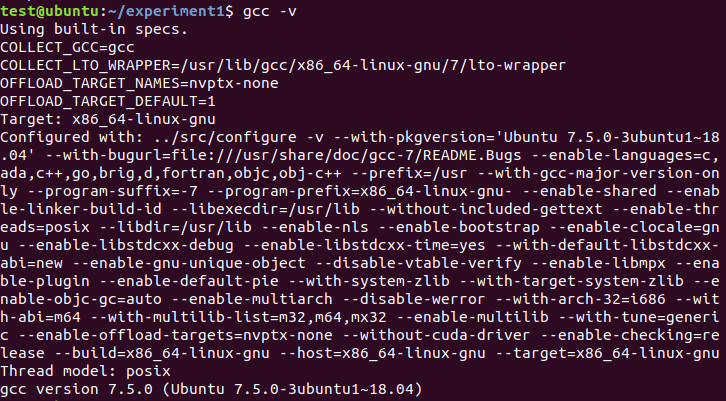 test@ubuntu:~/experiment1$ gcc -v
Using built-in specs.
COLLECT_GCC=gcc
COLLECT_LTO_WRAPPER=/usr/lib/gcc/x86_64-linux-gnu/7/lto-wrapper
OFFLOAD_TARGET_NAMES=nvptx-none
OFFLOAD_TARGET_DEFAULT=1
Target: x86_64-linux-gnu
Configured with: ../src/configure -v --with-pkgversion='Ubuntu 7.5.0-3ubuntu1~18
.04' --with-bugurl=file:///usr/share/doc/gcc-7/README.Bugs --enable-languages=c,
ada,c++,go,brig,d,fortran,objc,obj-c++ --prefix=/usr --with-gcc-major-version-on
ly --program-suffix=-7 --program-prefix=x86_64-linux-gnu- --enable-shared --enab
le-linker-build-id --libexecdir=/usr/lib --without-included-gettext --enable-thr
eads=posix --libdir=/usr/lib --enable-nls --enable-bootstrap --enable-clocale=gn
u --enable-libstdcxx-debug --enable-libstdcxx-time=yes --with-default-libstdcxx-
abi=new --enable-gnu-unique-object --disable-vtable-verify --enable-libmpx --ena
ble-plugin --enable-default-pie --with-system-zlib --with-target-system-zlib --e
nable-objc-gc=auto --enable-multiarch --disable-werror --with-arch-32=i686 --wit
h-abi=m64 --with-multilib-list=m32,m64,mx32 --enable-multilib --with-tune=generi
c --enable-offload-targets=nvptx-none --without-cuda-driver --enable-checking=re
lease --build=x86_64-linux-gnu --host=x86_64-linux-gnu --target=x86_64-linux-gnu
Thread model: posix
gcc version 7.5.0 (Ubuntu 7.5.0-3ubuntu1~18.04)